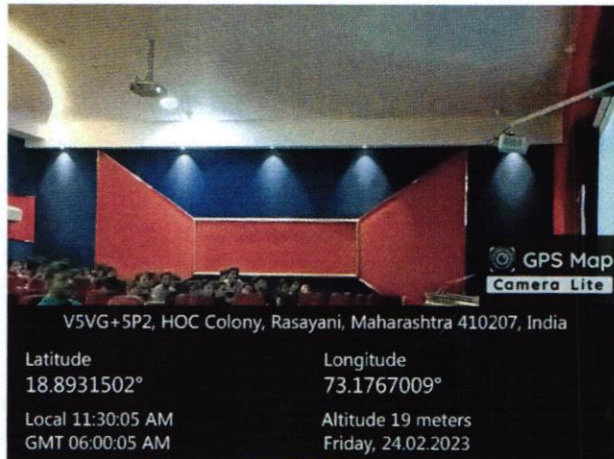 GPS Map
Camera Lite
V5VG+5P2, HOC Colony, Rasayani, Maharashtra 410207, India
Latitude
18.8931502°
Longitude
73.1767009°
Local 11:30:05 AM
GMT 06:00:05 AM
Altitude 19 meters
Friday, 24.02.2023